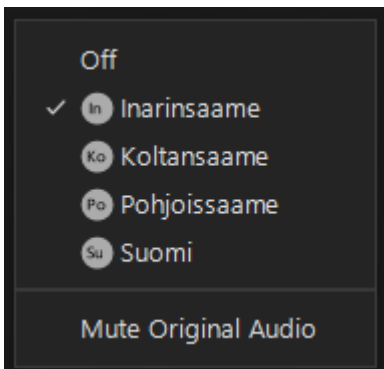 Off
In Inarinsaame
Ko Koltansaame
Po Pohjoissaame
Su Suomi
Mute Original Audio